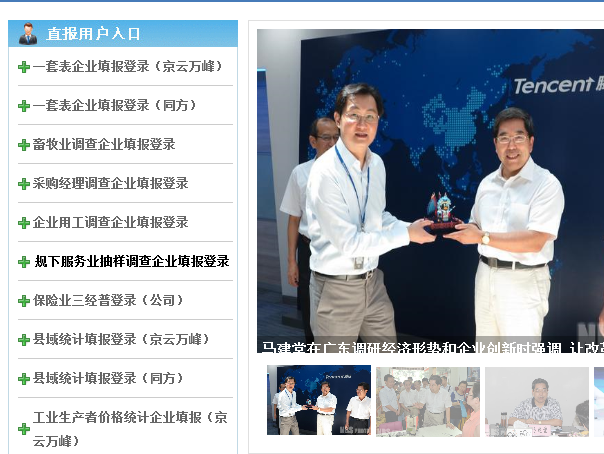 直报用户入口
一套表企业填报登录（京云万峰）
一套表企业填报登录（同方）
畜牧业调查企业填报登录
采购经理调查企业填报登录
企业用工调查企业填报登录
规下服务业抽样调查企业填报登录
保险业三经普登录（公司）
县域统计填报登录（京云万峰）
县域统计填报登录（同方）
工业生产者价格统计企业填报（京
云万峰）
Tencent 腾
马建堂在广东调研经济形势和企业创新时强调 让改革